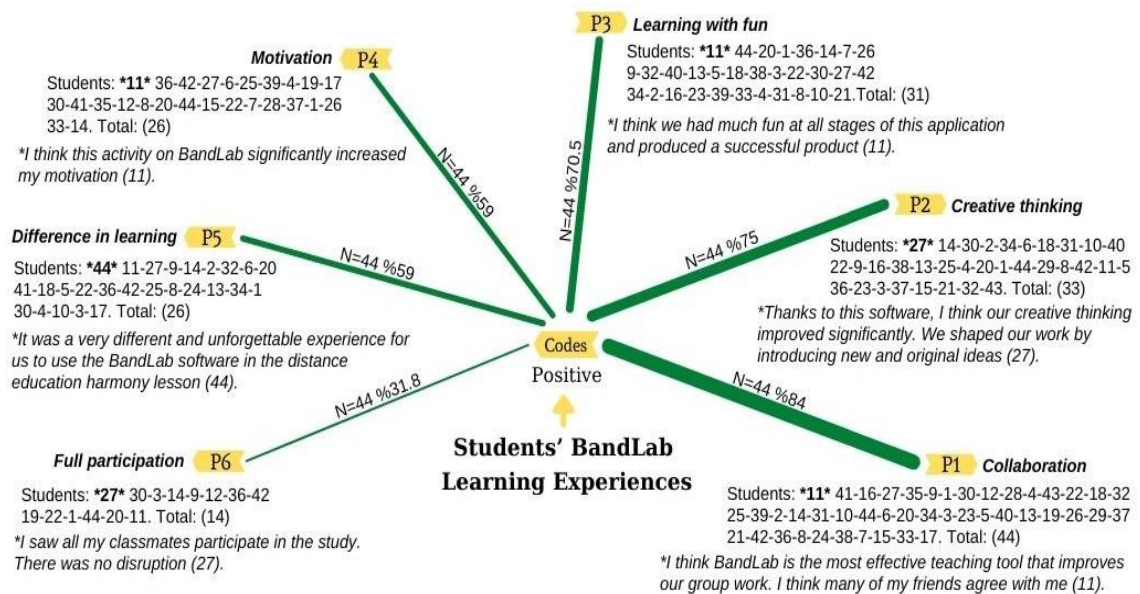 P3 Learning with fun
Students: *11* 44-20-1-36-14-7-26
9-32-40-13-5-18-38-3-22-30-27-42
34-2-16-23-39-33-4-31-8-10-21.Total: (31)
*I think we had much fun at all stages of this application
and produced a successful product (11).
Motivation P4
Students: *11* 36-42-27-6-25-39-4-19-17
30-41-35-12-8-20-44-15-22-7-28-37-1-26
33-14. Total: (26)
*I think this activity on BandLab significantly increased
my motivation (11).
N=44 %59
N=44 %70.5
P2 Creative thinking
Students: *27* 14-30-2-34-6-18-31-10-40
22-9-16-38-13-25-4-20-1-44-29-8-42-11-5
36-23-3-37-15-21-32-43. Total: (33)
*Thanks to this software, I think our creative thinking
improved significantly. We shaped our work by
introducing new and original ideas (27).
N=44 %75
Difference in learning P5
Students: *44* 11-27-9-14-2-32-6-20
41-18-5-22-36-42-25-8-24-13-34-1
30-4-10-3-17. Total: (26)
*It was a very different and unforgettable experience for
us to use the BandLab software in the distance
education harmony lesson (44).
N=44 %59
Codes
Positive
Students' BandLab
Learning Experiences
N=44 %31.8
N=44 %84
Full participation P6
Students: *27* 30-3-14-9-12-36-42
19-22-1-44-20-11. Total: (14)
*I saw all my classmates participate in the study.
There was no disruption (27).
P1 Collaboration
Students: *11* 41-16-27-35-9-1-30-12-28-4-43-22-18-32
25-39-2-14-31-10-44-6-20-34-3-23-5-40-13-19-26-29-37
21-42-36-8-24-38-7-15-33-17. Total: (44)
*I think BandLab is the most effective teaching tool that improves
our group work. I think many of my friends agree with me (11).